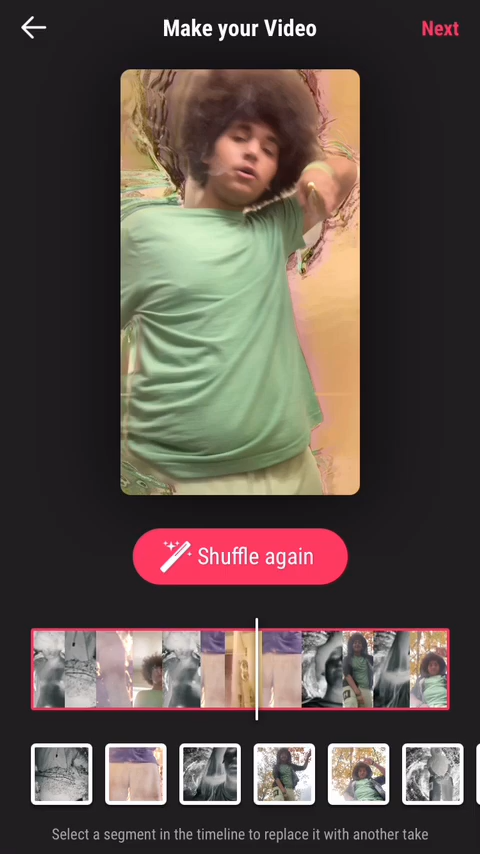 Make your Video
Next
Shuffle again
Select a segment in the timeline to replace it with another take